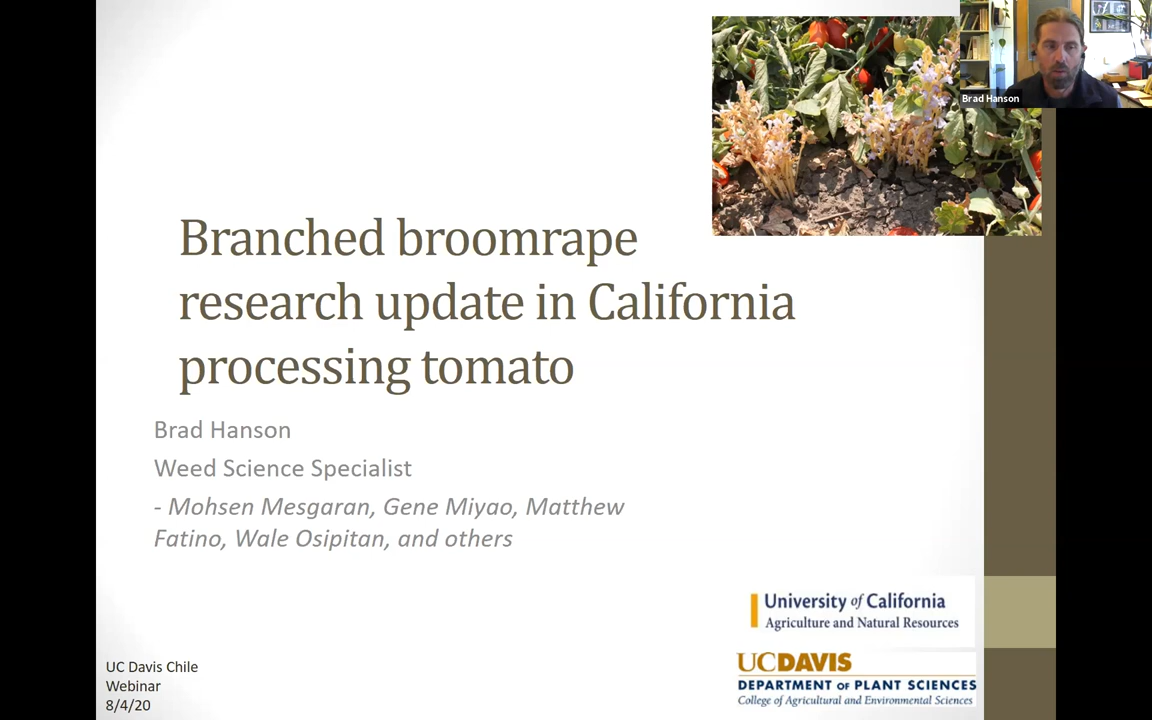 Brad Hanson
Branched broomrape
research update in California
processing tomato
Brad Hanson
Weed Science Specialist
- Mohsen Mesgaran, Gene Miyao, Matthew
Fatino, Wale Osipitan, and others
University of California
Agriculture and Natural Resources
UCDAVIS
DEPARTMENT OF PLANT SCIENCES
College of Agricultural and Environmental Sciences
UC Davis Chile
Webinar
8/4/20